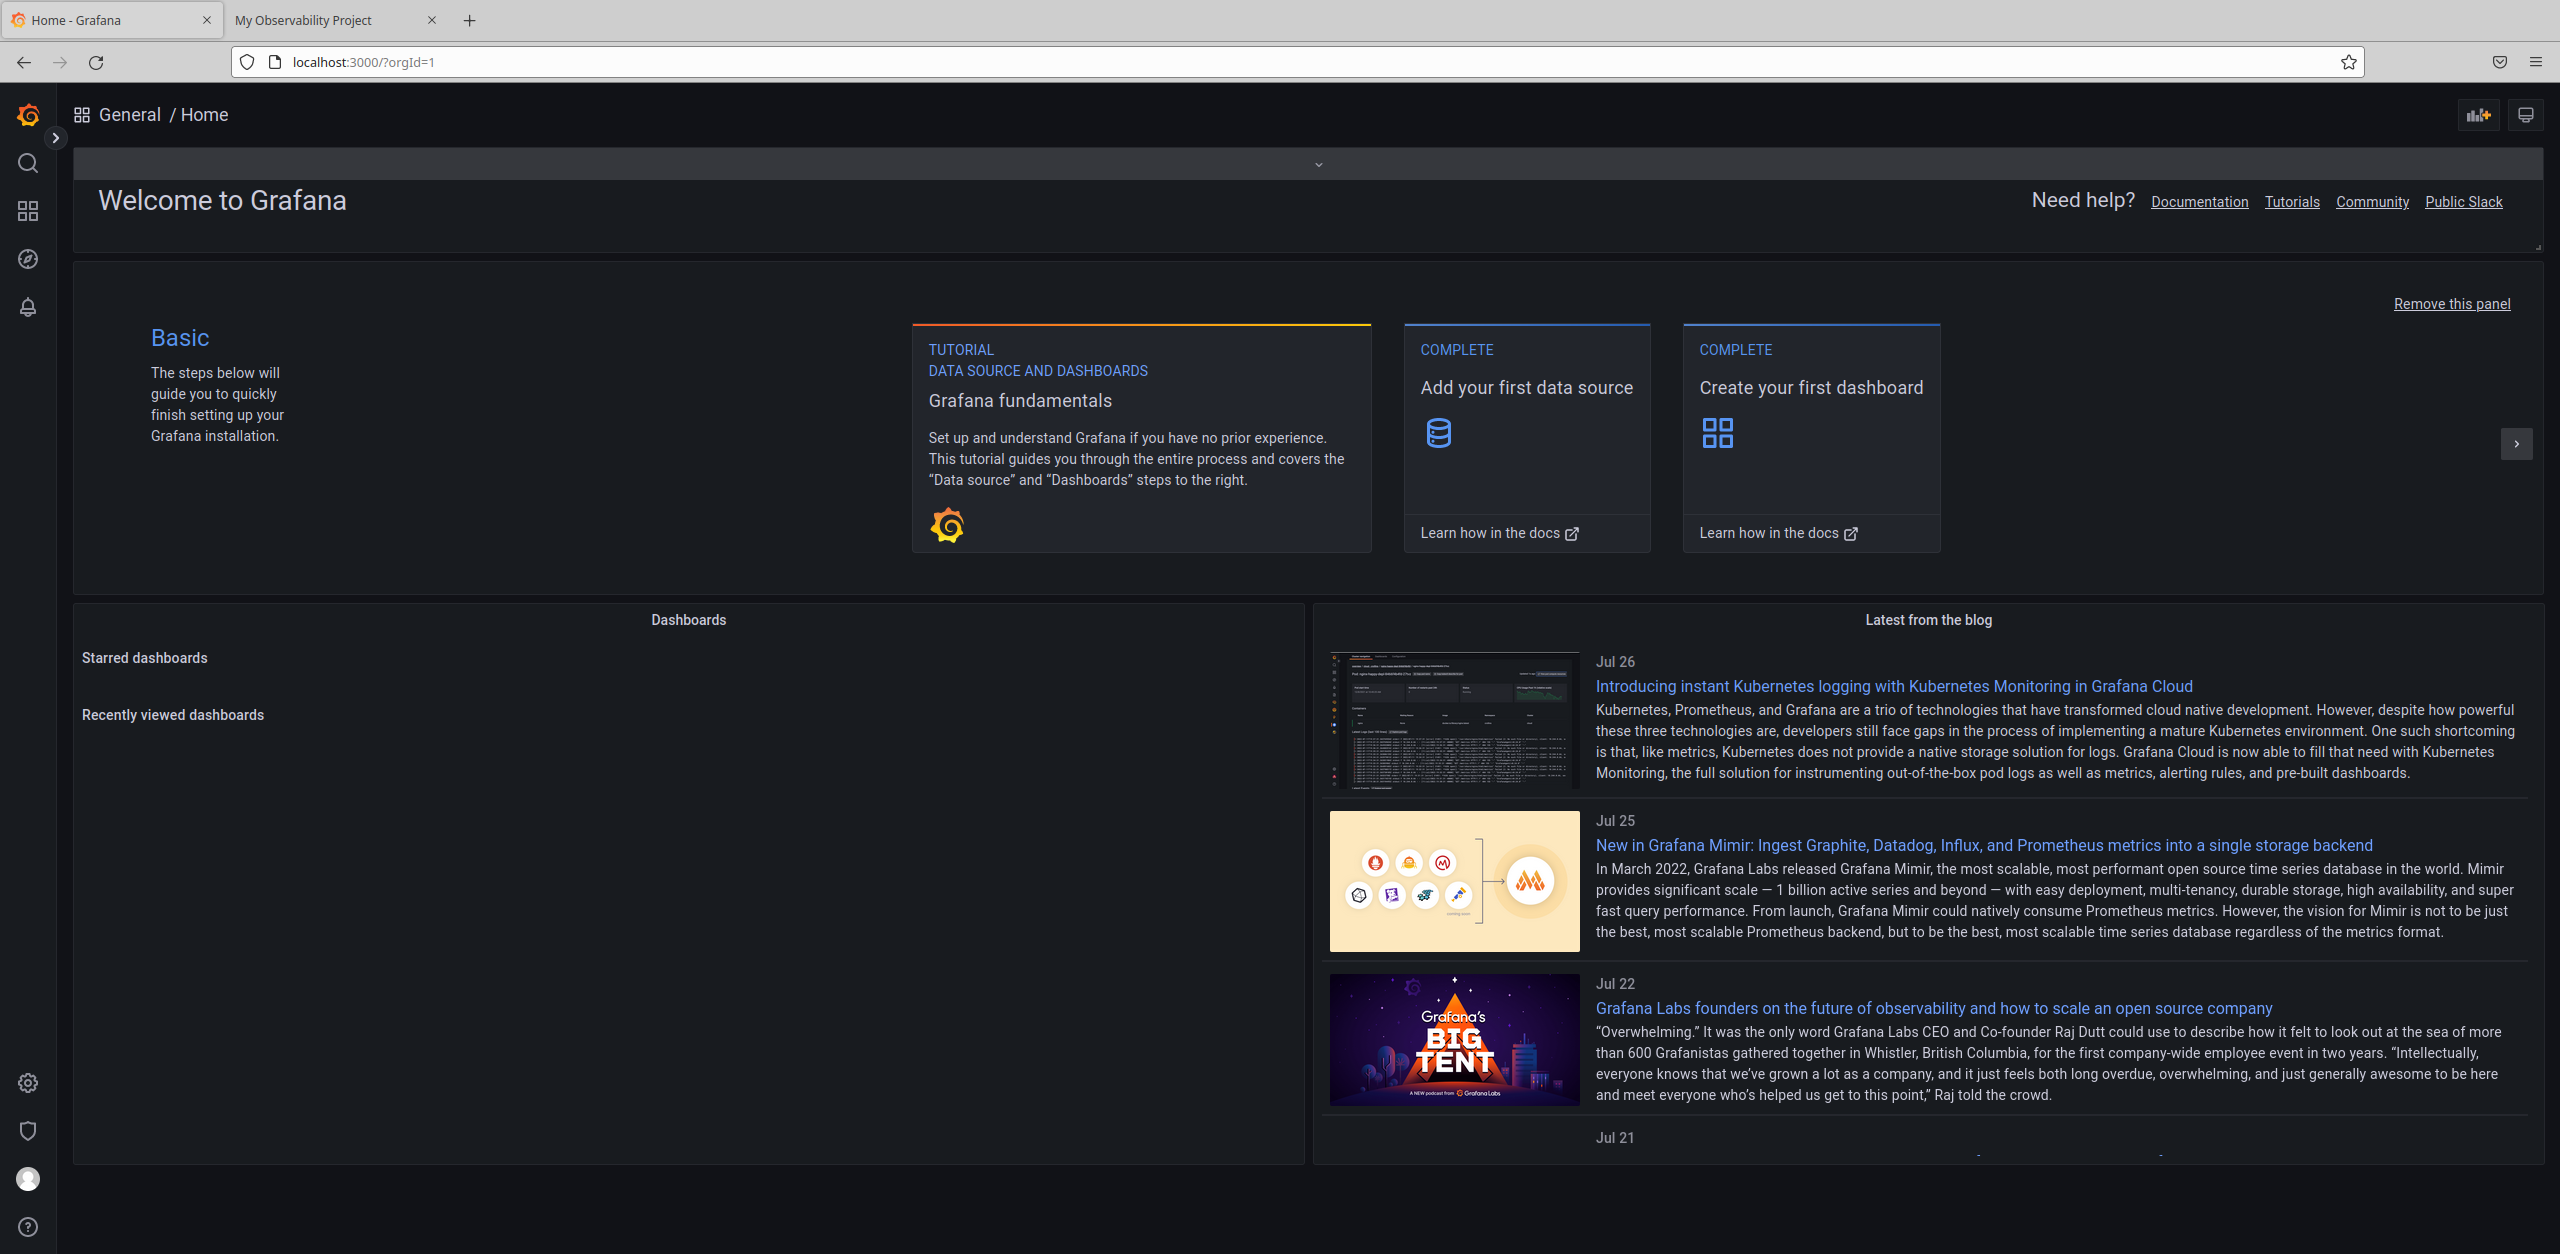 Home - Grafana
My Observability Project
localhost:3000/?orgId=1
General / Home
Welcome to Grafana
Need help? Documentation Tutorials Community Public Slack
Remove this panel
Basic
The steps below will
guide you to quickly
finish setting up your
Grafana installation.
TUTORIAL
DATA SOURCE AND DASHBOARDS
Grafana fundamentals
Set up and understand Grafana if you have no prior experience.
This tutorial guides you through the entire process and covers the
“Data source” and “Dashboards” steps to the right.
COMPLETE
Add your first data source
Learn how in the docs
COMPLETE
Create your first dashboard
Learn how in the docs
Dashboards
Starred dashboards
Recently viewed dashboards
Latest from the blog
Jul 26
Introducing instant Kubernetes logging with Kubernetes Monitoring in Grafana Cloud
Kubernetes, Prometheus, and Grafana are a trio of technologies that have transformed cloud native development. However, despite how powerful
these three technologies are, developers still face gaps in the process of implementing a mature Kubernetes environment. One such shortcoming
is that, like metrics, Kubernetes does not provide a native storage solution for logs. Grafana Cloud is now able to fill that need with Kubernetes
Monitoring, the full solution for instrumenting out-of-the-box pod logs as well as metrics, alerting rules, and pre-built dashboards.
coming soon
Jul 25
New in Grafana Mimir: Ingest Graphite, Datadog, Influx, and Prometheus metrics into a single storage backend
In March 2022, Grafana Labs released Grafana Mimir, the most scalable, most performant open source time series database in the world. Mimir
provides significant scale — 1 billion active series and beyond — with easy deployment, multi-tenancy, durable storage, high availability, and super
fast query performance. From launch, Grafana Mimir could natively consume Prometheus metrics. However, the vision for Mimir is not to be just
the best, most scalable Prometheus backend, but to be the best, most scalable time series database regardless of the metrics format.
Grafana's
BIG
TENT
A NEW podcast from Grafana Labs
Jul 22
Grafana Labs founders on the future of observability and how to scale an open source company
“Overwhelming.” It was the only word Grafana Labs CEO and Co-founder Raj Dutt could use to describe how it felt to look out at the sea of more
than 600 Grafanistas gathered together in Whistler, British Columbia, for the first company-wide employee event in two years. “Intellectually,
everyone knows that we’ve grown a lot as a company, and it just feels both long overdue, overwhelming, and just generally awesome to be here
and meet everyone who’s helped us get to this point,” Raj told the crowd.
Jul 21